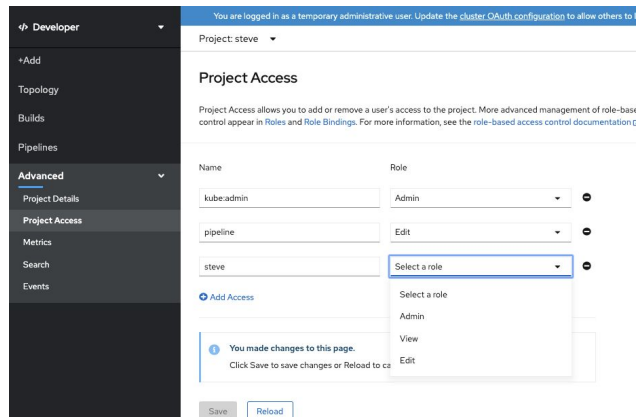 You are logged in as a temporary administrative user. Update the cluster OAuth configuration to allow others to
Developer
Project: steve
+Add
Topology
Builds
Pipelines
Advanced
Project Details
Project Access
Metrics
Search
Events
Project Access
Project Access allows you to add or remove a user's access to the project. More advanced management of
control appear in Roles and Role Bindings. For more information, see the role-based access control documentation
Name Role
kube:admin Admin
pipeline Edit
steve Select a role
Select a role
Admin
View
Edit
Add Access
You made changes to this page.
Click Save to save changes or Reload to
Save Reload